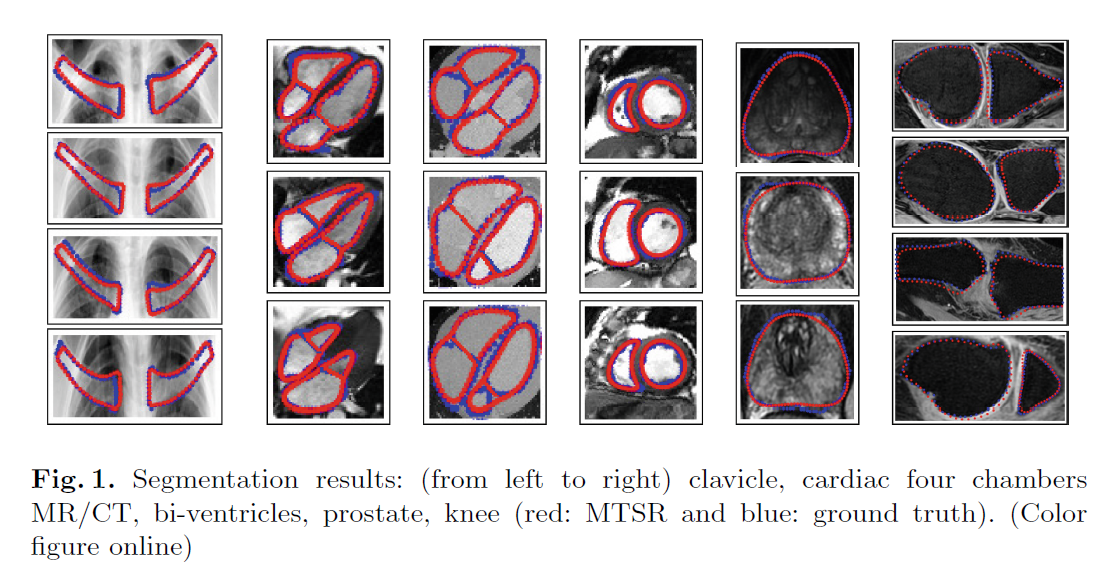 Fig. 1. Segmentation results: (from left to right) clavicle, cardiac four chambers
MR/CT, bi-ventricles, prostate, knee (red: MTSR and blue: ground truth). (Color
figure online)